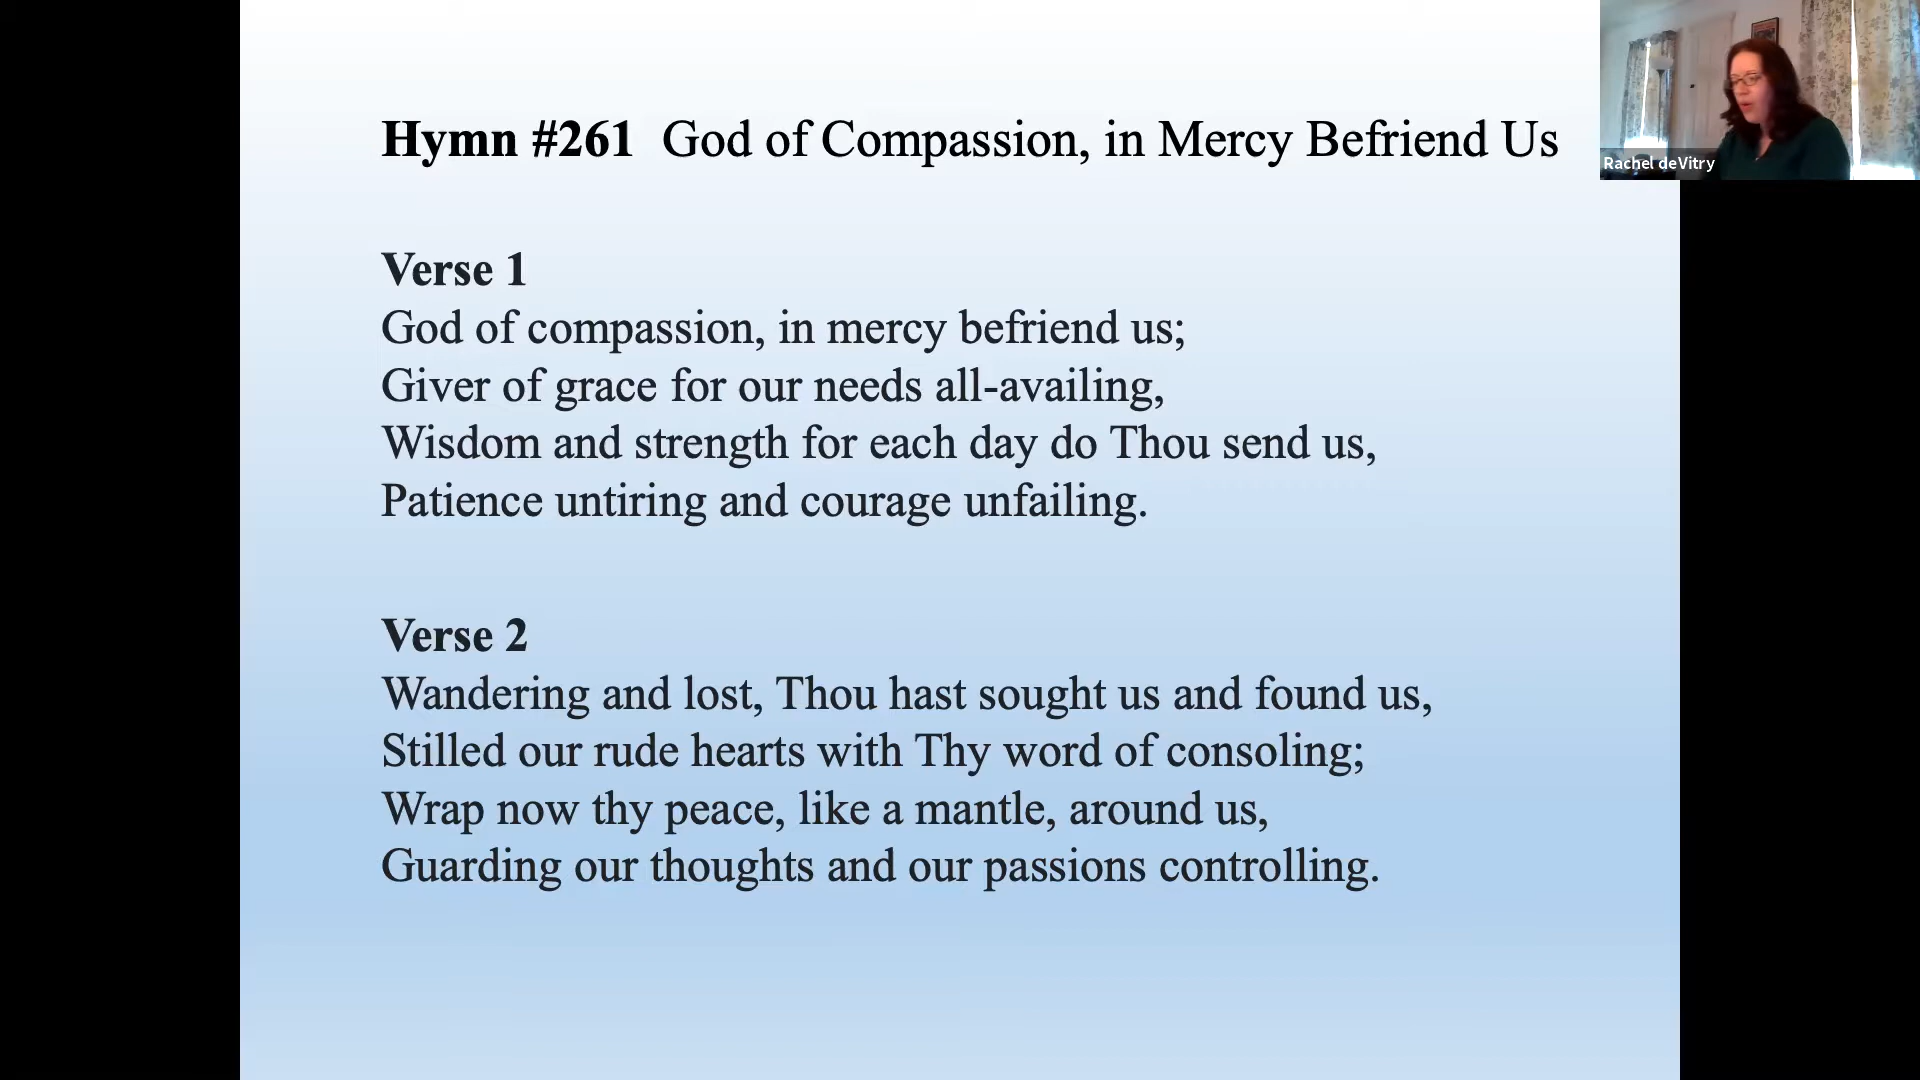 Hymn #261  God of Compassion, in Mercy Befriend Us
Rachel deVitry
Verse 1
God of compassion, in mercy befriend us;
Giver of grace for our needs all-availing,
Wisdom and strength for each day do Thou send us,
Patience untiring and courage unfailing.
Verse 2
Wandering and lost, Thou hast sought us and found us,
Stilled our rude hearts with Thy word of consoling;
Wrap now thy peace, like a mantle, around us,
Guarding our thoughts and our passions controlling.